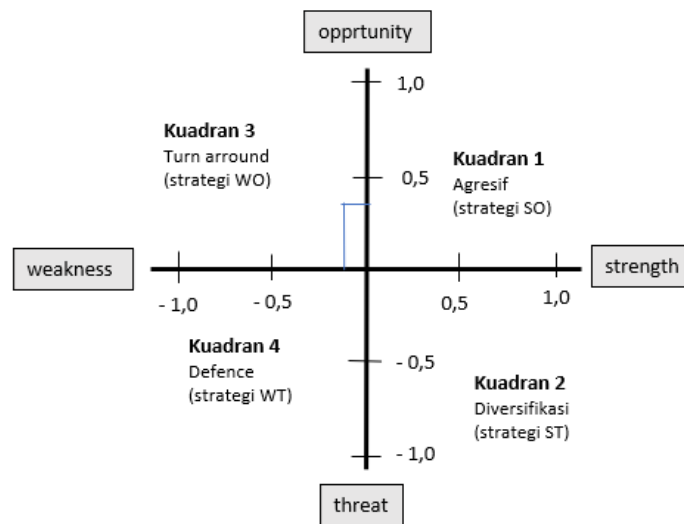 opprtunity
1,0
Kuadran 3
Turn arround
(strategi WO)
Kuadran 1
Agresif
(strategi SO)
0,5
weakness
strength
- 1,0
- 0,5
0,5
1,0
Kuadran 4
Defence
(strategi WT)
- 0,5
Kuadran 2
Diversifikasi
(strategi ST)
- 1,0
threat